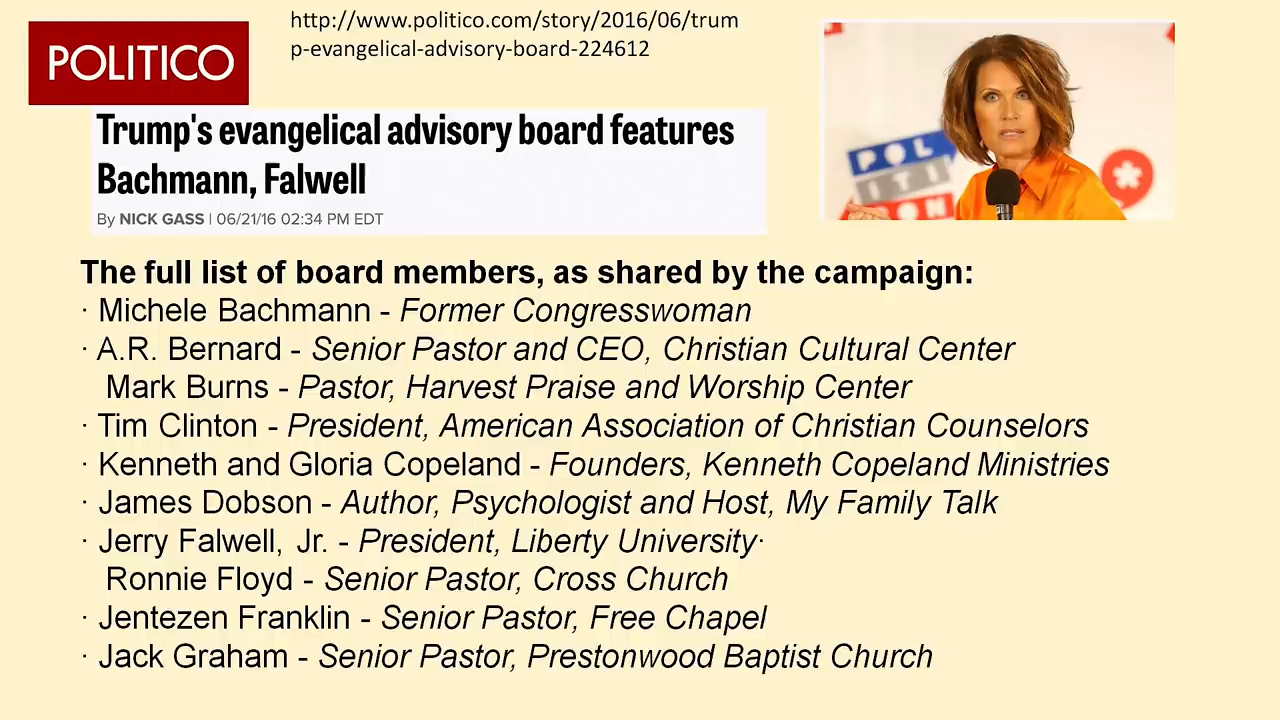 POLITICO
http://www.politico.com/story/2016/06/trum
p-evangelical-advisory-board-224612
Trump's evangelical advisory board features
Bachmann, Falwell
By NICK GASS | 06/21/16 02:34 PM EDT
POL
ITI
CON
The full list of board members, as shared by the campaign:
· Michele Bachmann - Former Congresswoman
· A.R. Bernard - Senior Pastor and CEO, Christian Cultural Center
Mark Burns - Pastor, Harvest Praise and Worship Center
· Tim Clinton - President, American Association of Christian Counselors
· Kenneth and Gloria Copeland - Founders, Kenneth Copeland Ministries
· James Dobson - Author, Psychologist and Host, My Family Talk
· Jerry Falwell, Jr. - President, Liberty University·
Ronnie Floyd - Senior Pastor, Cross Church
· Jentezen Franklin - Senior Pastor, Free Chapel
· Jack Graham - Senior Pastor, Prestonwood Baptist Church